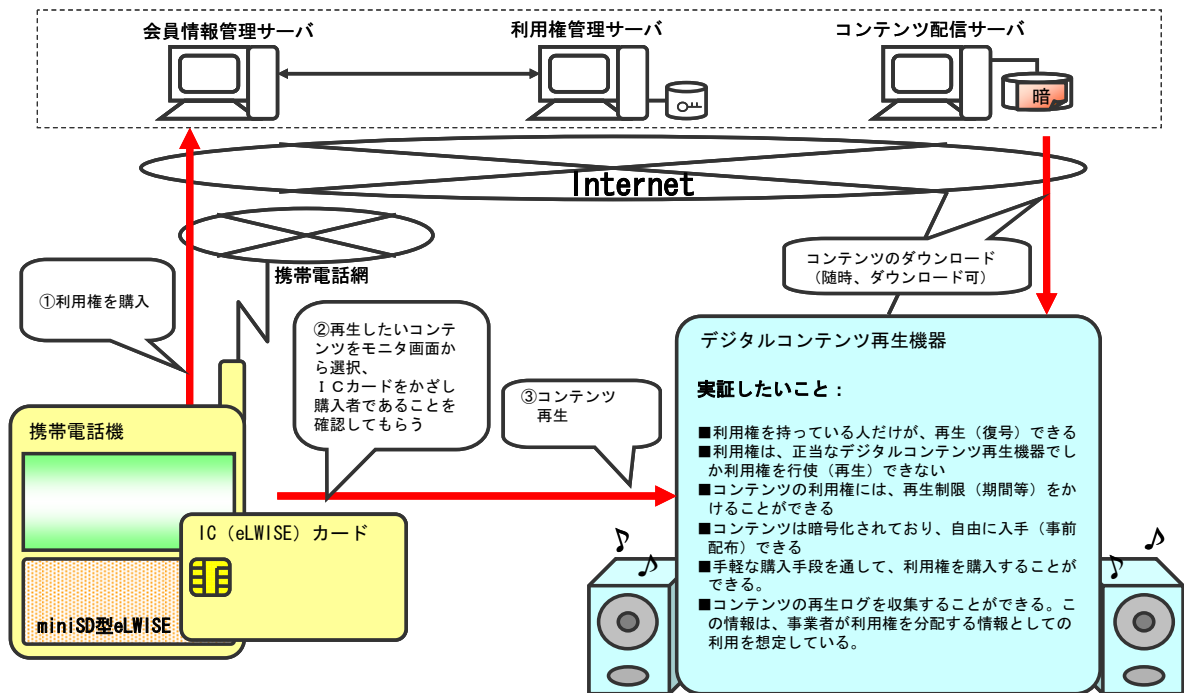 会員情報管理サーバ
利用権管理サーバ
コンテンツ配信サーバ
暗
Internet
携帯電話網
コンテンツのダウンロード
（随時、ダウンロード可）
①利用権を購入
②再生したいコンテ
ンツをモニタ画面か
ら選択、
ＩＣカードをかざし
購入者であることを
確認してもらう
③コンテンツ
再生
携帯電話機
IC（eLWISE）カード
miniSD型eLWISE
デジタルコンテンツ再生機器
実証したいこと：
■利用権を持っている人だけが、再生（復号）できる
■利用権は、正当なデジタルコンテンツ再生機器でし
か利用権を行使（再生）できない
■コンテンツの利用権には、再生制限（期間等）をか
けることができる
■コンテンツは暗号化されており、自由に入手（事前
配布）できる
■手軽な購入手段を通して、利用権を購入することが
できる。
■コンテンツの再生ログを収集することができる。こ
の情報は、事業者が利用権を分配する情報としての
利用を想定している。